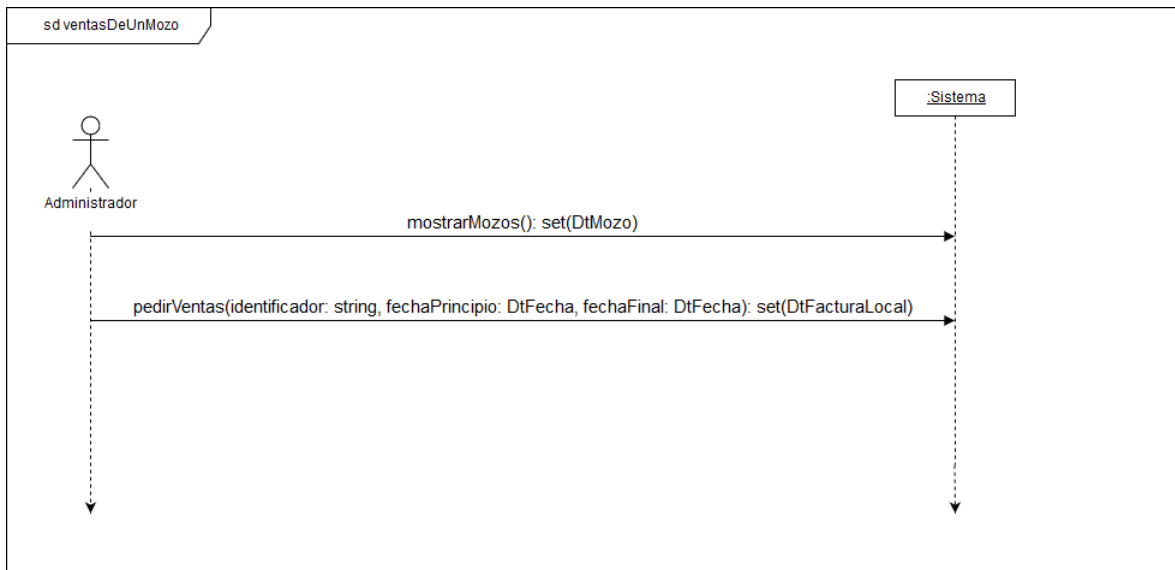 sd ventasDeUnMozo
:Sistema
Administrador
mostrarMozos(): set(DtMozo)
pedirVentas(identificador: string, fechaPrincipio: DtFecha, fechaFinal: DtFecha): set(DtFacturaLocal)